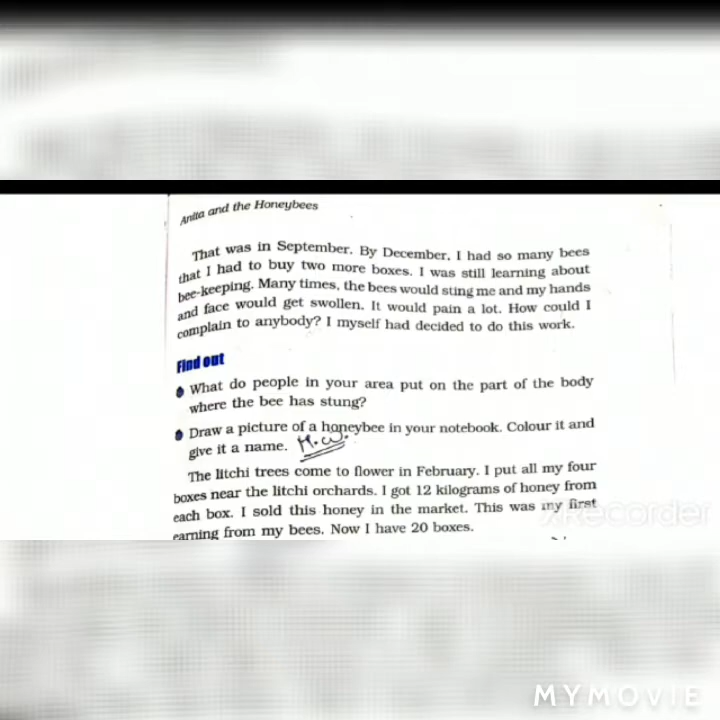 Anita and the Honeybees
That was in September. By December, I had so many bees
that I had to buy two more boxes. I was still learning about
bee-keeping. Many times, the bees would sting me and my hands
and face would get swollen. It would pain a lot. How could I
complain to anybody? I myself had decided to do this work.
Find out
What do people in your area put on the part of the body
where the bee has stung?
Draw a picture of a honeybee in your notebook. Colour it and
give it a name. H.W.
The litchi trees come to flower in February. I put all my four
boxes near the litchi orchards. I got 12 kilograms of honey from
each box. I sold this honey in the market. This was my first
earning from my bees. Now I have 20 boxes.
Recorder
MYMOVIE